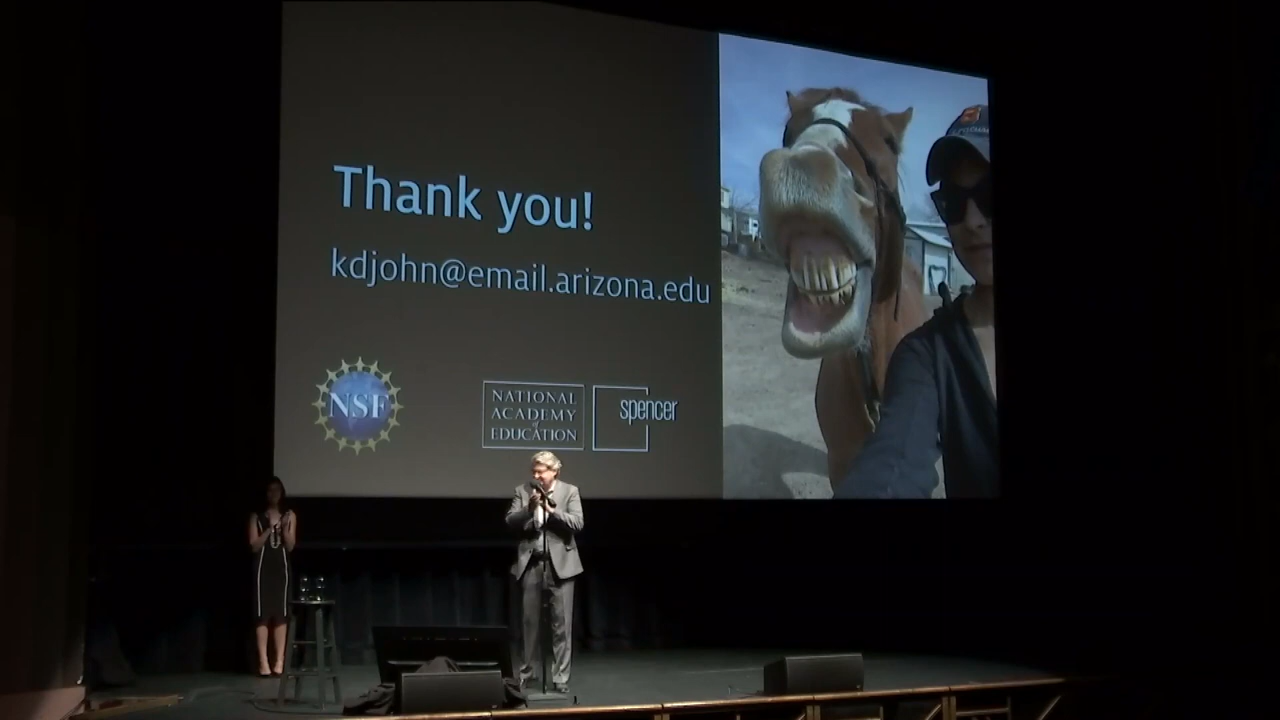 Thank you!
kdjohn@email.arizona.edu
NSF
NATIONAL
ACADEMY
of
EDUCATION
spencer